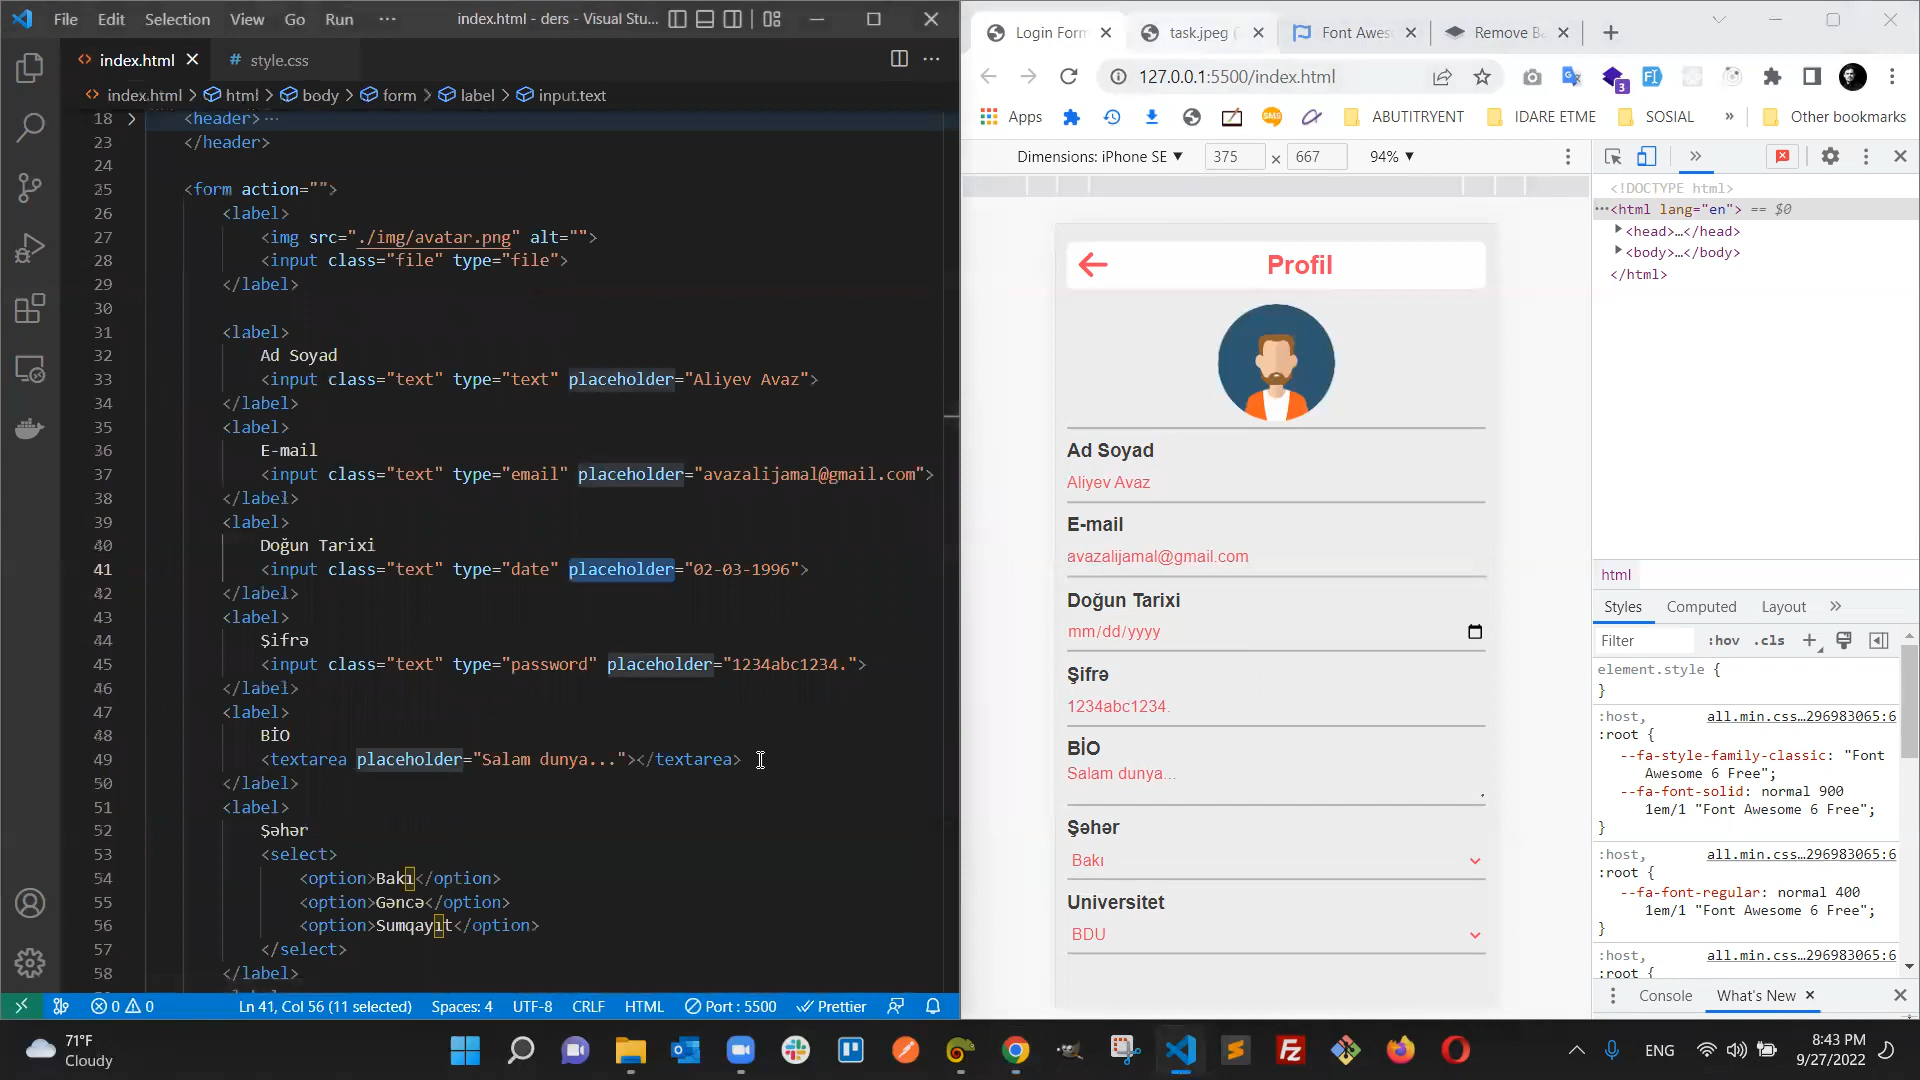 File Edit Selection View Go Run ··· index.html - ders - Visual Stu...
index.html style.css
index.html > html > body > form > label > input.text
18 <header> ···
23 </header>
24
25 <form action="">
26 <label>
27 <img src="./img/avatar.png" alt="">
28 <input class="file" type="file">
29 </label>
30
31 <label>
32 Ad Soyad
33 <input class="text" type="text" placeholder="Aliyev Avaz">
34 </label>
35 <label>
36 E-mail
37 <input class="text" type="email" placeholder="avazalijamal@gmail.com">
38 </label>
39 <label>
40 Doğun Tarixi
41 <input class="text" type="date" placeholder="02-03-1996">
42 </label>
43 <label>
44 Şifrə
45 <input class="text" type="password" placeholder="1234abc1234.">
46 </label>
47 <label>
48 BİO
49 <textarea placeholder="Salam dunya..."></textarea>
50 </label>
51 <label>
52 Şəhər
53 <select>
54 <option>Bakı</option>
55 <option>Gəncə</option>
56 <option>Sumqayıt</option>
57 </select>
58 </label>
0 0 Ln 41, Col 56 (11 selected) Spaces: 4 UTF-8 CRLF HTML Port : 5500 Prettier
Login Form task.jpeg ( Font Awes Remove B
127.0.0.1:5500/index.html
3
Apps SMS ABUTITRYENT IDARE ETME SOSIAL » Other bookmarks
Dimensions: iPhone SE 375 x 667 94%
Profil
Ad Soyad
Aliyev Avaz
E-mail
avazalijamal@gmail.com
Doğun Tarixi
mm/dd/yyyy
Şifrə
1234abc1234.
BİO
Salam dunya...
Şəhər
Bakı
Universitet
BDU
<!DOCTYPE html>
···<html lang="en"> == $0
<head>…</head>
<body>…</body>
</html>
html
Styles Computed Layout »
Filter :hov .cls
element.style {
}
:host, all.min.css…296983065:6
:root {
--fa-style-family-classic: "Font
Awesome 6 Free";
--fa-font-solid: normal 900
1em/1 "Font Awesome 6 Free";
}
:host, all.min.css…296983065:6
:root {
--fa-font-regular: normal 400
1em/1 "Font Awesome 6 Free";
}
:host, all.min.css…296983065:6
:root {
Console What's New
71°F
Cloudy
ENG
8:43 PM
9/27/2022